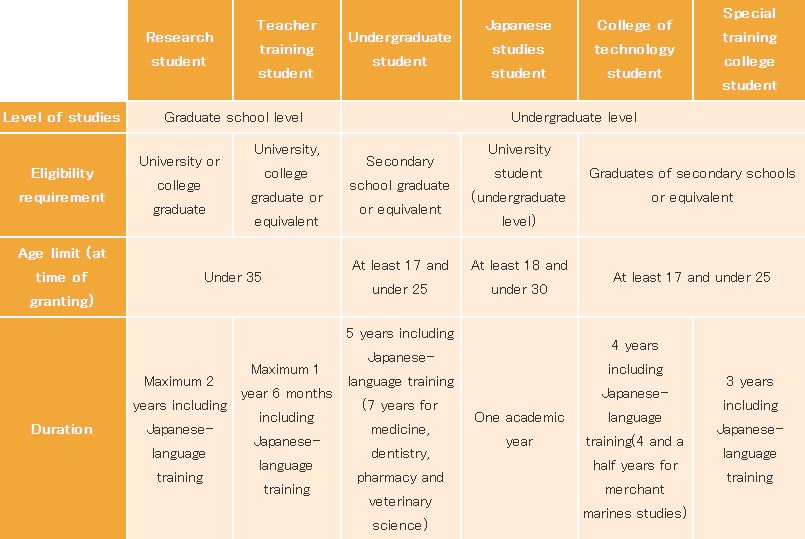 Research
student
Teacher
training
student
Undergraduate
student
Japanese
studies
student
College of
technology
student
Special
training
college
student
Level of studies
Graduate school level
Undergraduate level
Eligibility
requirement
University or
college
graduate
University,
college
graduate or
equivalent
Secondary
school graduate
or equivalent
University
student
(undergraduate
level)
Graduates of secondary schools
or equivalent
Age limit (at
time of
granting)
Under 35
At least 17 and
under 25
At least 18 and
under 30
At least 17 and under 25
Duration
Maximum 2
years including
Japanese-
language
training
Maximum 1
year 6 months
including
Japanese-
language
training
5 years including
Japanese-
language training
(7 years for
medicine,
dentistry,
pharmacy and
veterinary
science)
One academic
year
4 years
including
Japanese-
language
training(4 and a
half years for
merchant
marines studies)
3 years
including
Japanese-
language
training